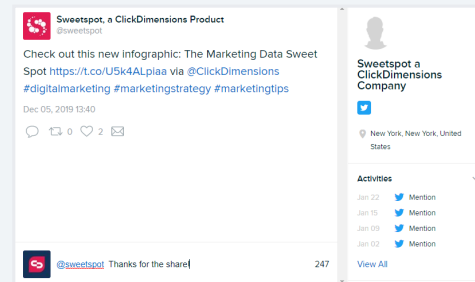 Sweetspot, a ClickDimensions Product
@sweetspot
Check out this new infographic: The Marketing Data Sweet
Spot https://t.co/U5k4ALpiaa via @ClickDimensions
#digitalmarketing #marketingstrategy #marketingtips
Dec 05, 2019 13:40
0 2
@sweetspot Thanks for the share! 247
Sweetspot a
ClickDimensions
Company
New York, New York, United
States
Activities
Jan 22 Mention
Jan 15 Mention
Jan 09 Mention
Jan 02 Mention
View All